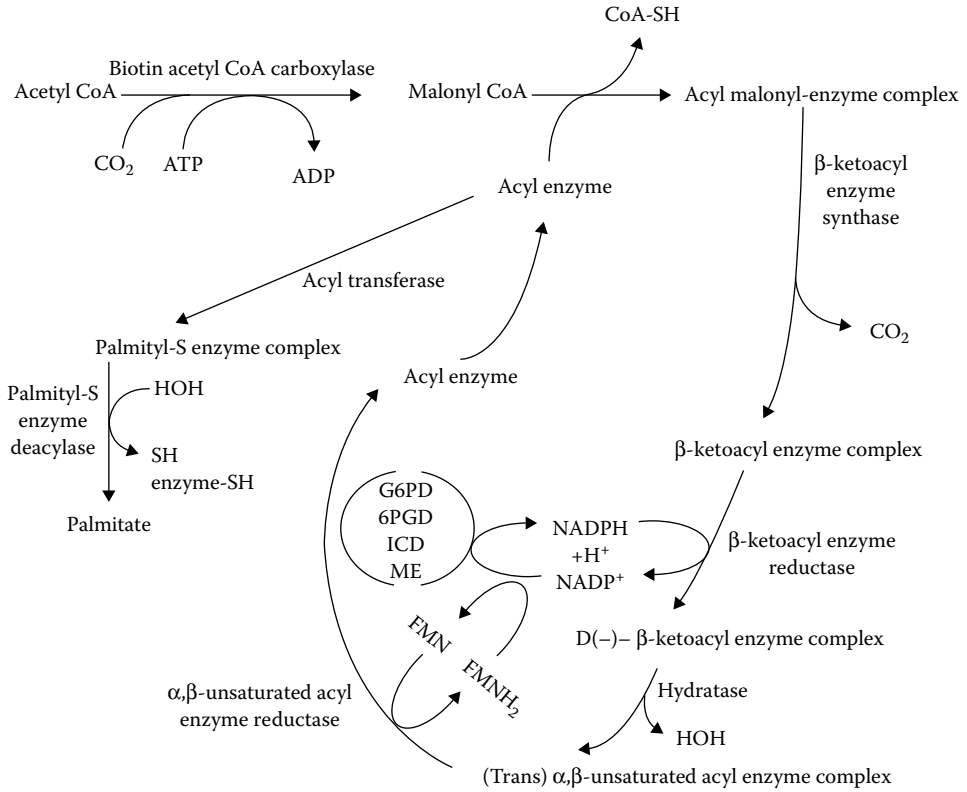 CoA-SH
Biotin acetyl CoA carboxylase
Acetyl CoA
Malonyl CoA
Acyl malonyl-enzyme complex
CO2
ATP
ADP
Acyl enzyme
β-ketoacyl
enzyme
synthase
Acyl transferase
CO2
Palmityl-S enzyme complex
Acyl enzyme
Palmityl-S
enzyme
deacylase
HOH
SH
enzyme-SH
Palmitate
β-ketoacyl enzyme complex
G6PD
6PGD
ICD
ME
NADPH
+H+
NADP+
β-ketoacyl enzyme
reductase
FMN
FMNH2
D(–)– β-ketoacyl enzyme complex
α,β-unsaturated acyl
enzyme reductase
Hydratase
HOH
(Trans) α,β-unsaturated acyl enzyme complex